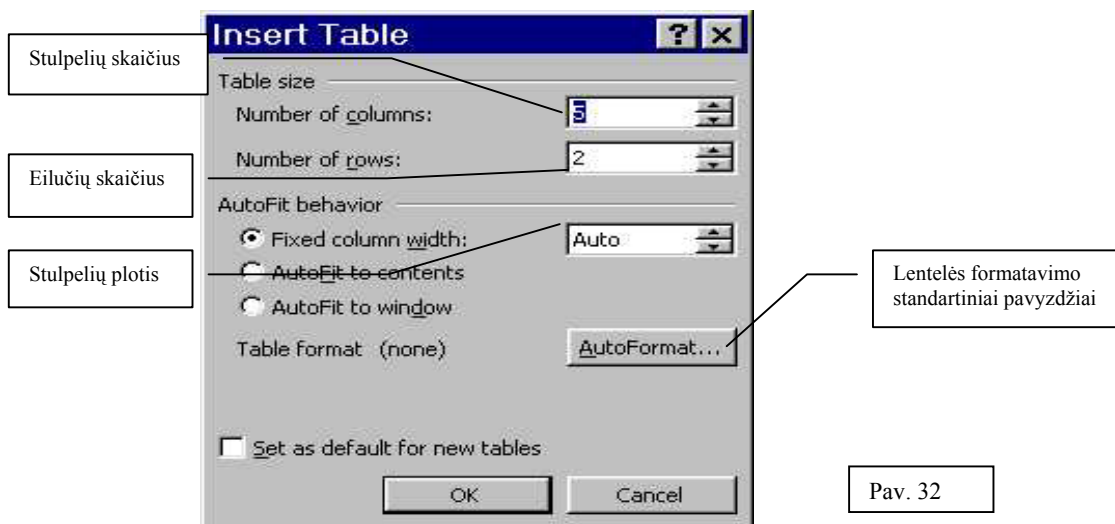 Insert Table
Stulpelių skaičius
Table size
Number of columns:
5
Number of rows:
2
Eilučių skaičius
AutoFit behavior
Fixed column width:
Auto
Stulpelių plotis
AutoFit to contents
Lentelės formatavimo
standartiniai pavyzdžiai
AutoFit to window
Table format (none)
AutoFormat...
Set as default for new tables
OK
Cancel
Pav. 32